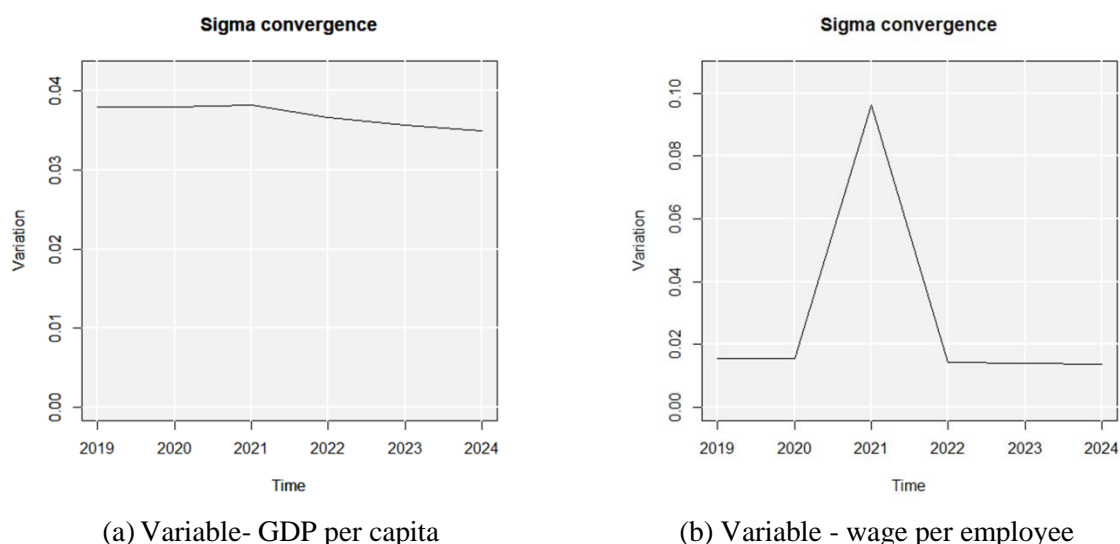 Sigma convergence
Variation
0.04
0.03
0.02
0.01
0.00
2019 2020 2021 2022 2023 2024
Time
(a) Variable- GDP per capita
Sigma convergence
Variation
0.10
0.08
0.06
0.04
0.02
0.00
2019 2020 2021 2022 2023 2024
Time
(b) Variable - wage per employee